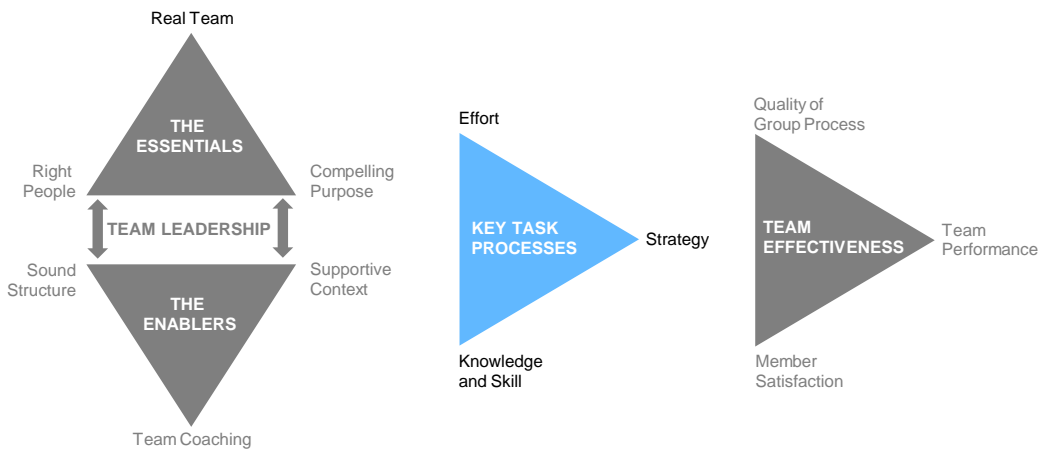 Real Team
THE
ESSENTIALS
Right
People
Compelling
Purpose
TEAM LEADERSHIP
Sound
Structure
Supportive
Context
THE
ENABLERS
Team Coaching
Effort
KEY TASK
PROCESSES
Strategy
Knowledge
and Skill
Quality of
Group Process
TEAM
EFFECTIVENESS
Team
Performance
Member
Satisfaction